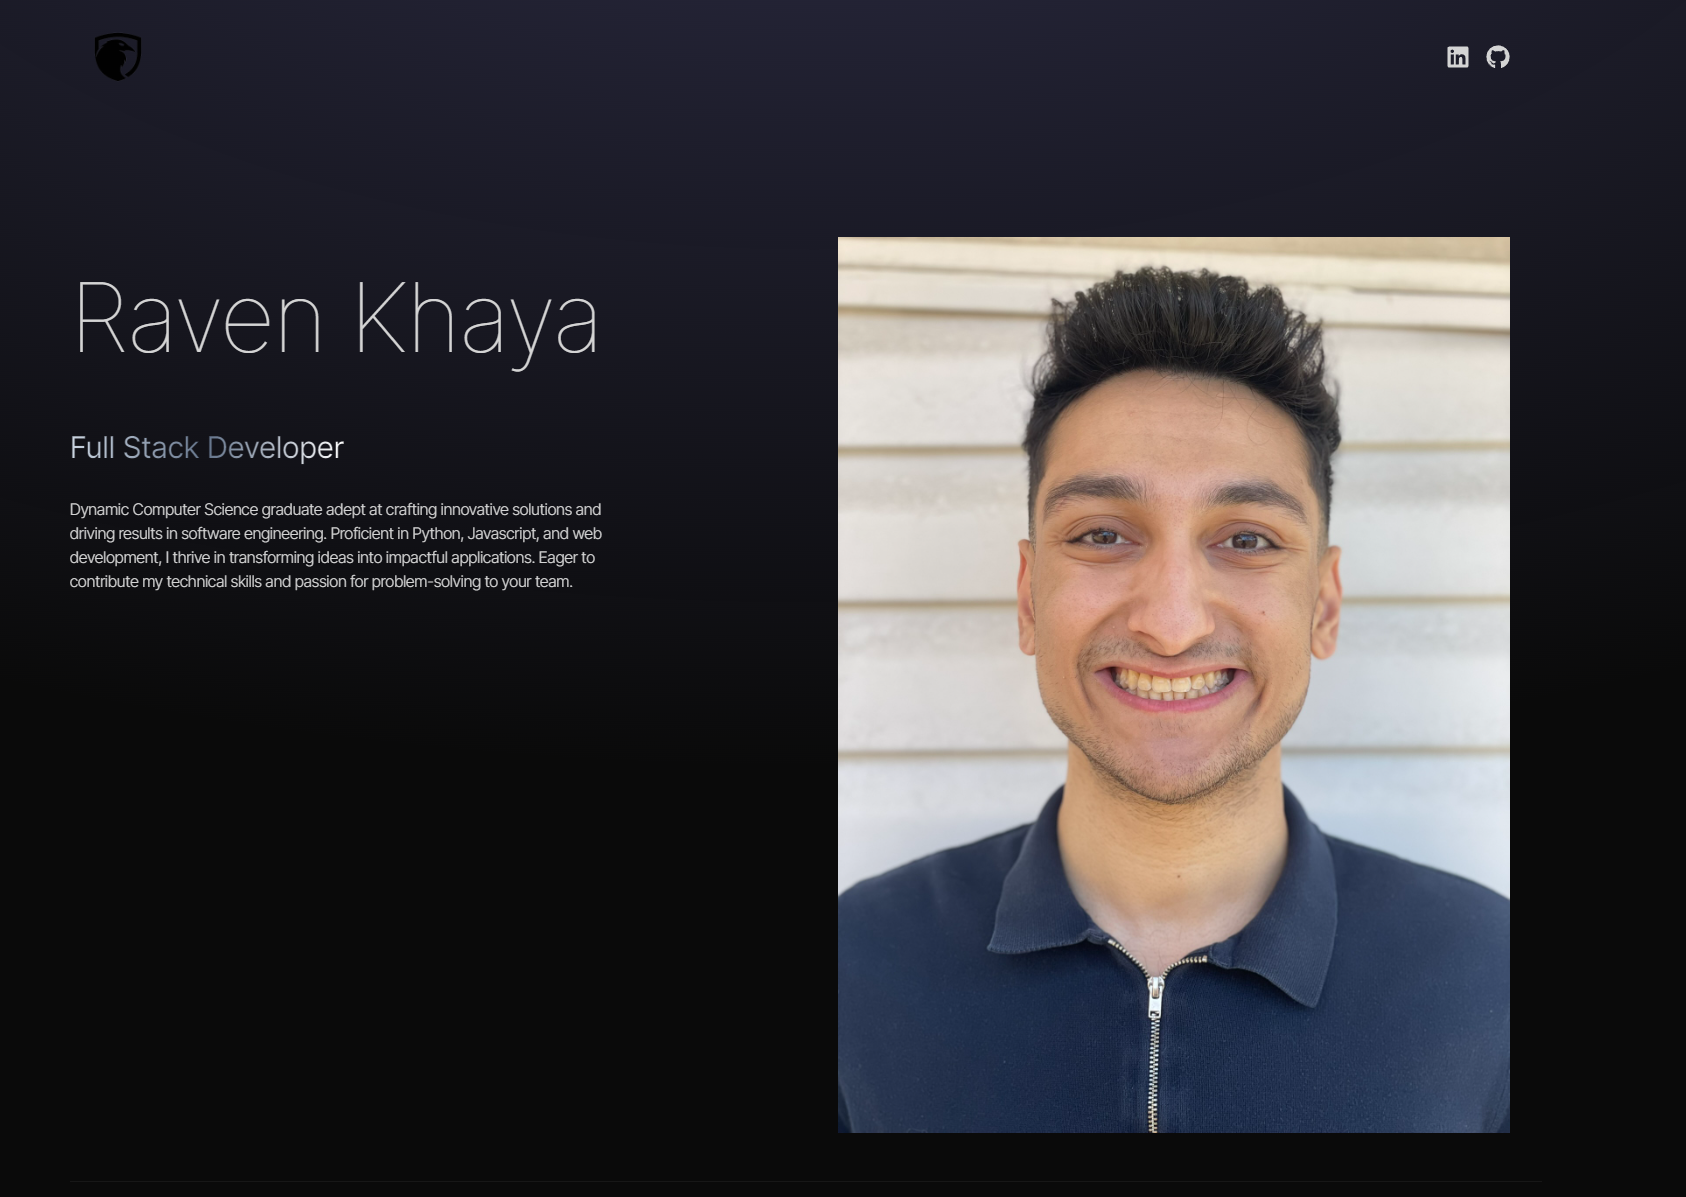 in
Raven Khaya
Full Stack Developer
Dynamic Computer Science graduate adept at crafting innovative solutions and
driving results in software engineering. Proficient in Python, Javascript, and web
development, I thrive in transforming ideas into impactful applications. Eager to
contribute my technical skills and passion for problem-solving to your team.